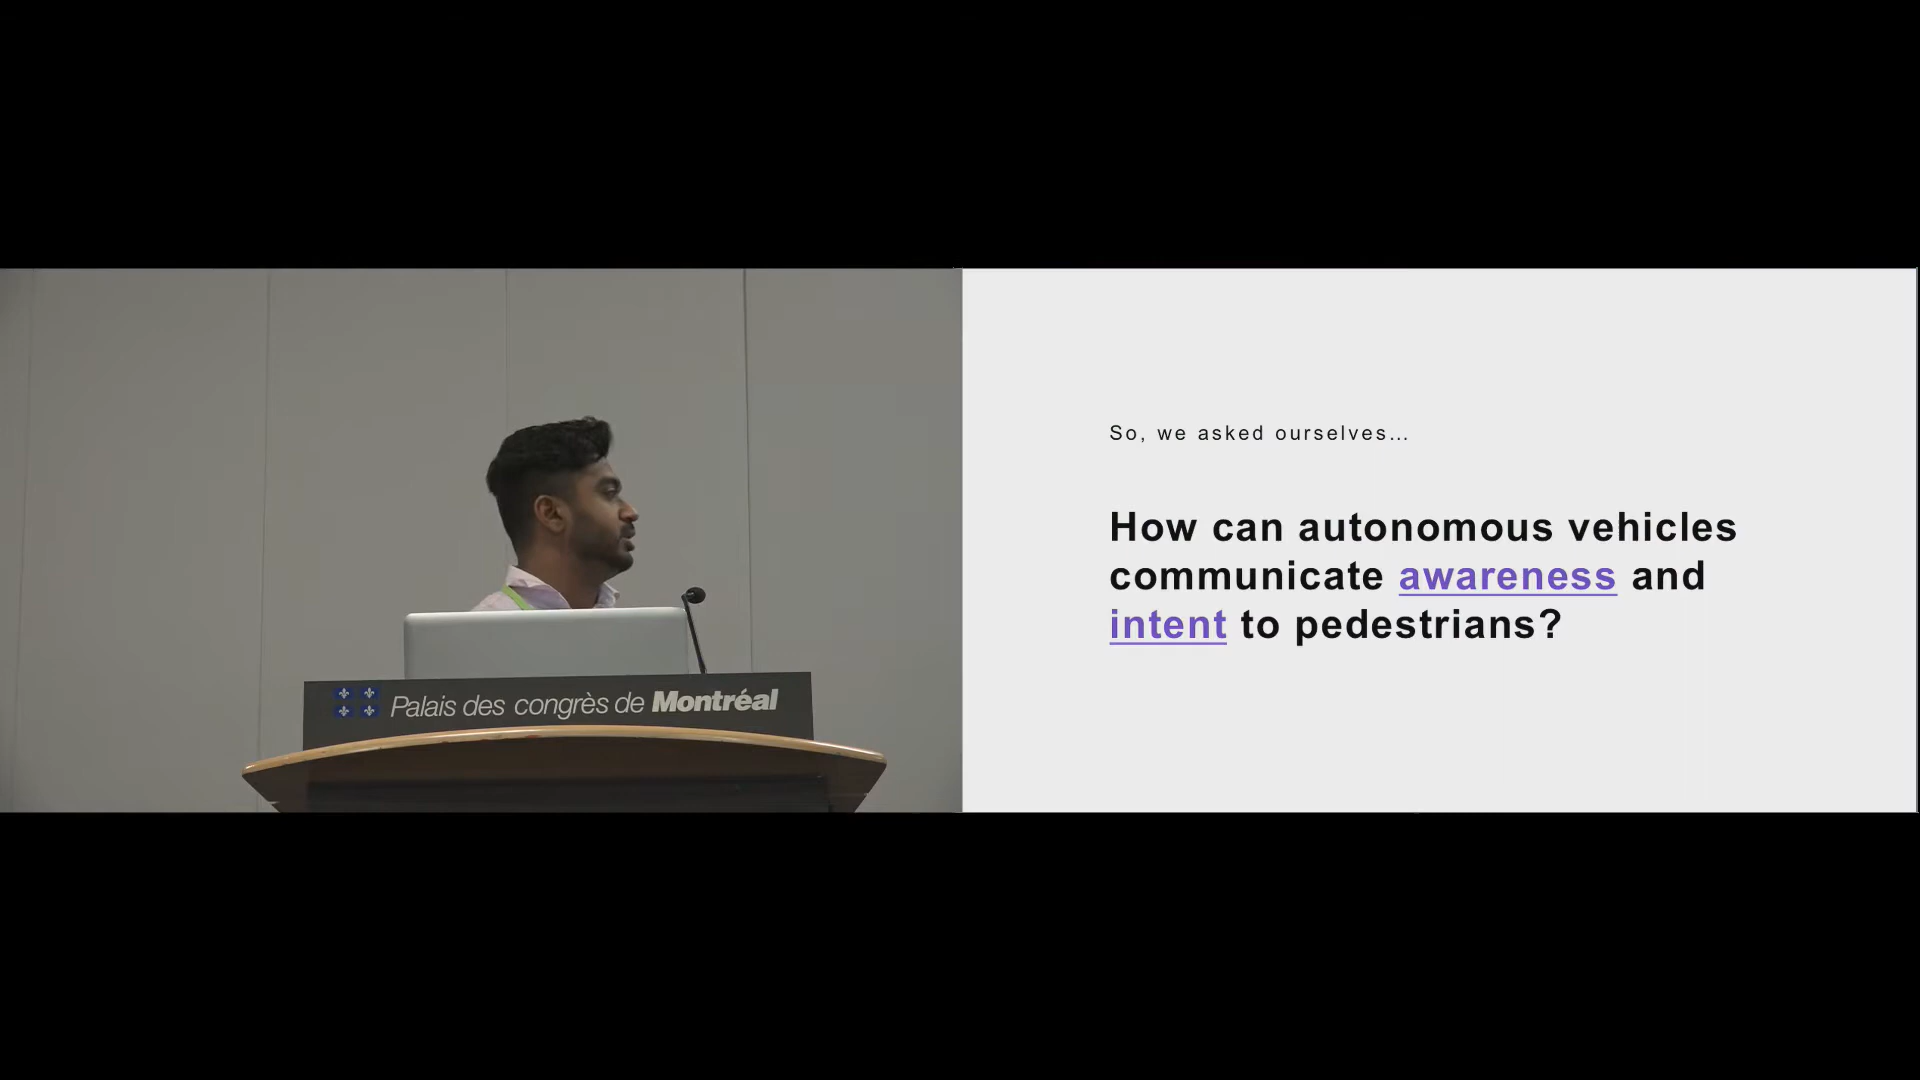 Palais des congrès de Montréal
So, we asked ourselves...
How can autonomous vehicles
communicate awareness and
intent to pedestrians?